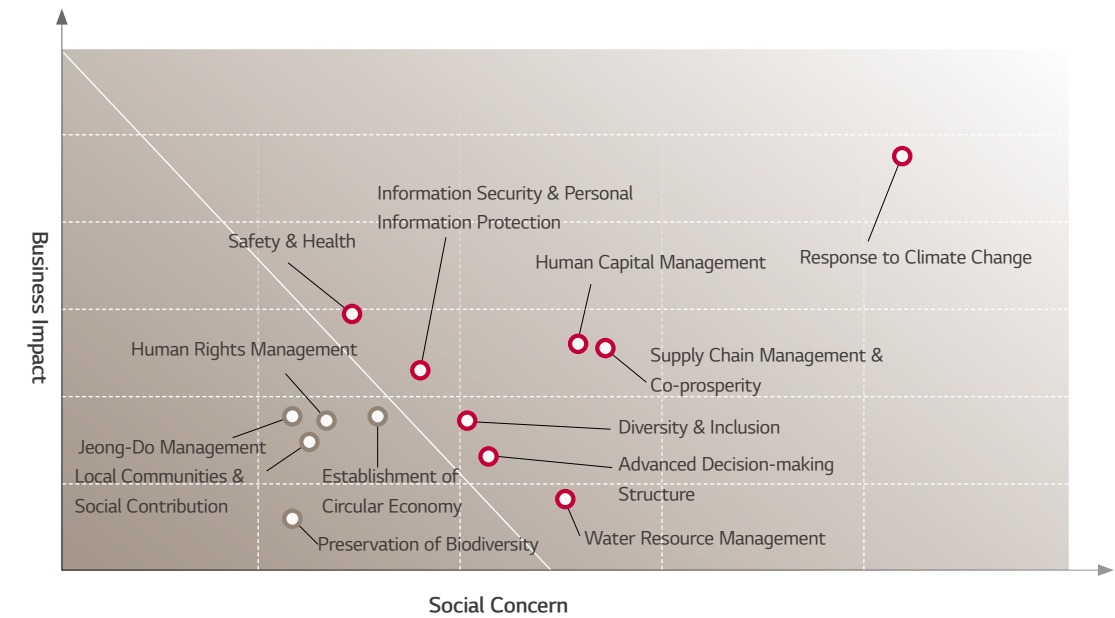 Information Security & Personal
Information Protection
Safety & Health
Human Capital Management
Response to Climate Change
Business Impact
Human Rights Management
Supply Chain Management &
Co-prosperity
Diversity & Inclusion
Jeong-Do Management
Local Communities &
Social Contribution
Establishment of
Circular Economy
Advanced Decision-making
Structure
Preservation of Biodiversity
Water Resource Management
Social Concern